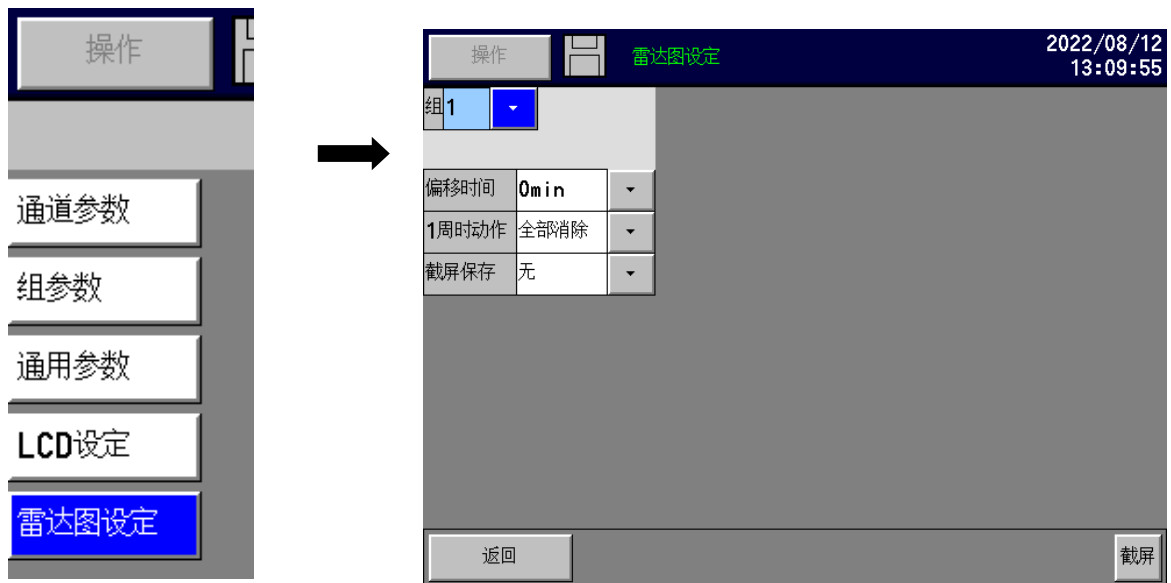 操作
通道参数
组参数
通用参数
LCD设定
雷达图设定
操作 雷达图设定 2022/08/12
13:09:55
组 1
偏移时间 0min
1周时动作 全部消除
截屏保存 无
返回 截屏